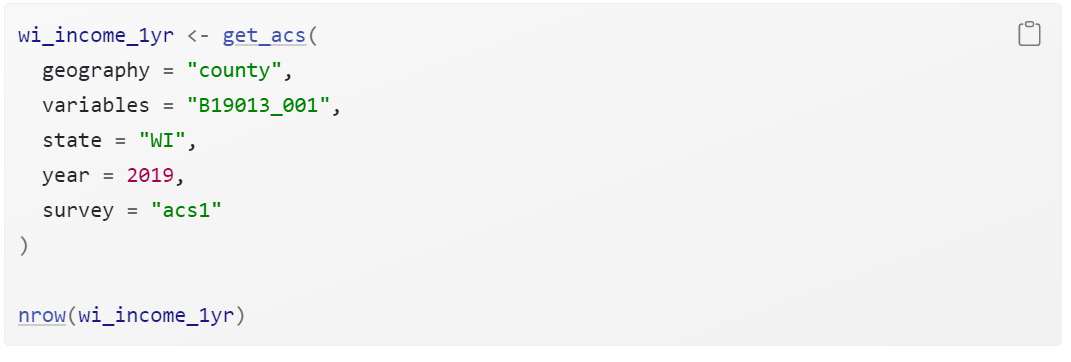 wi_income_1yr <- get_acs(
  geography = "county",
  variables = "B19013_001",
  state = "WI",
  year = 2019,
  survey = "acs1"
)

nrow(wi_income_1yr)